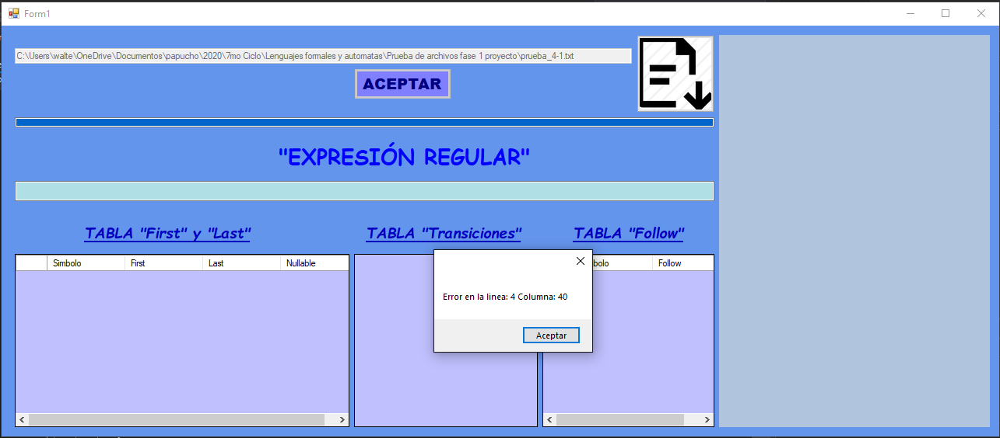 Form1
C:\Users\walte\OneDrive\Documentos\papucho\2020\7mo Ciclo\Lenguajes formales y automatas\Prueba de archivos fase 1 proyecto\prueba_4-1.txt
ACEPTAR
"EXPRESIÓN REGULAR"
TABLA "First" y "Last"
TABLA "Transiciones"
TABLA "Follow"
Simbolo First Last Nullable
bolo Follow
Error en la linea: 4 Columna: 40
Aceptar